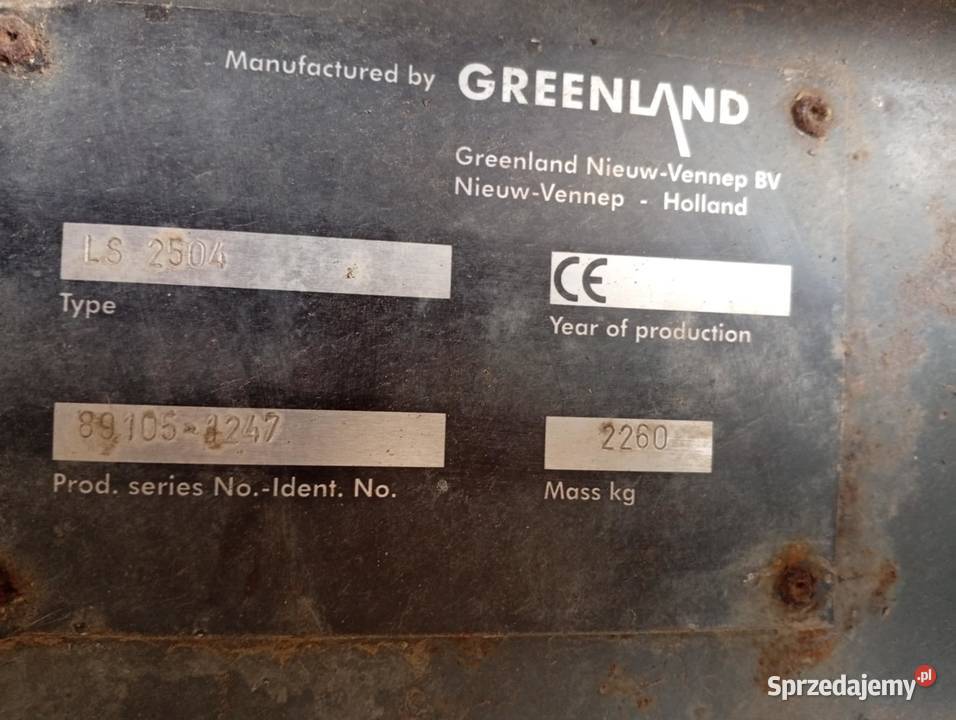 Manufactured by GREENLAND
Greenland Nieuw-Vennep BV
Nieuw-Vennep - Holland
LS 2504
Type
CE
Year of production
89105-1247
Prod. series No.-Ident. No.
2260
Mass kg
Sprzedajemy.pl